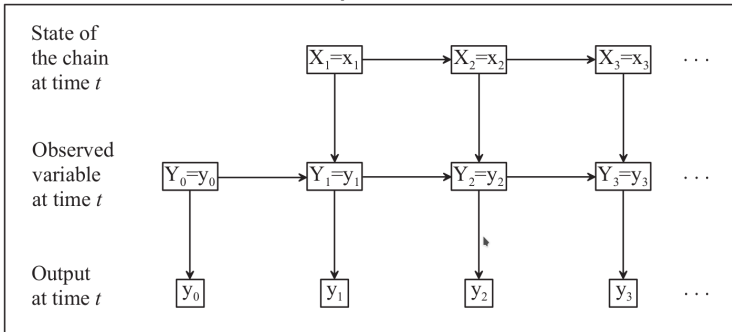 State of
the chain
at time t
X₁=x₁
X₂=x₂
X₃=x₃
. . .
Observed
variable
at time t
Y₀=y₀
Y₁=y₁
Y₂=y₂
Y₃=y₃
. . .
Output
at time t
y₀
y₁
y₂
y₃
. . .